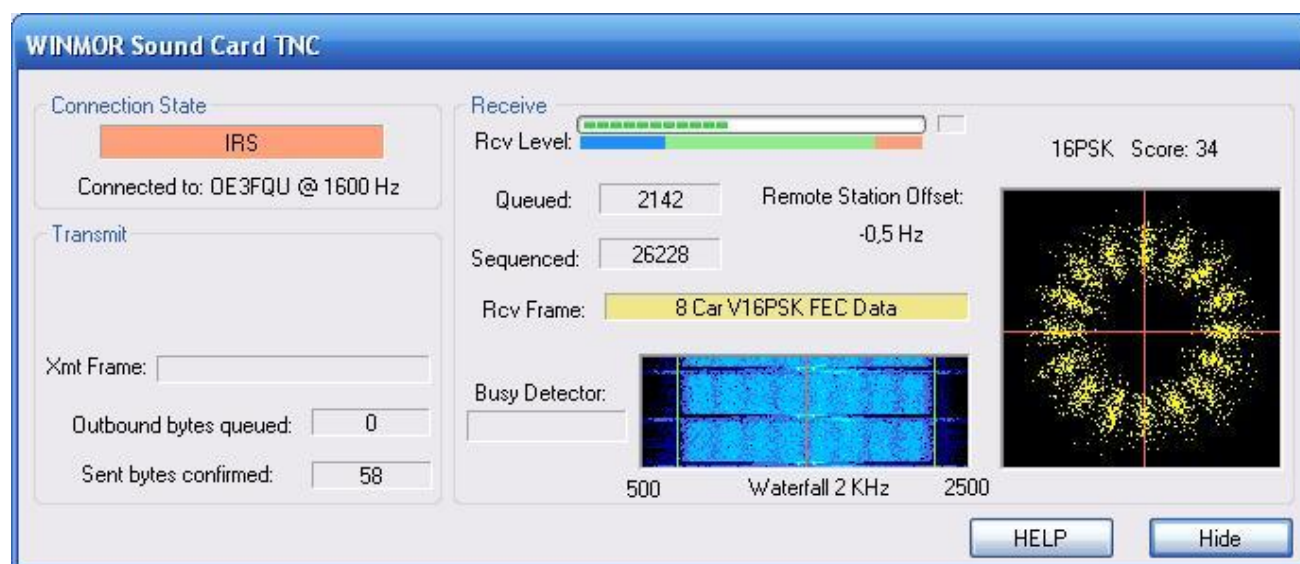 WINMOR Sound Card TNC
Connection State
IRS
Connected to: OE3FQU @ 1600 Hz
Transmit
Xmt Frame:
Outbound bytes queued: 0
Sent bytes confirmed: 58
Receive
Rcv Level:
16PSK Score: 34
Queued: 2142
Remote Station Offset:
-0,5 Hz
Sequenced: 26228
Rcv Frame: 8 Car V16PSK FEC Data
Busy Detector:
500 Waterfall 2 KHz 2500
HELP Hide